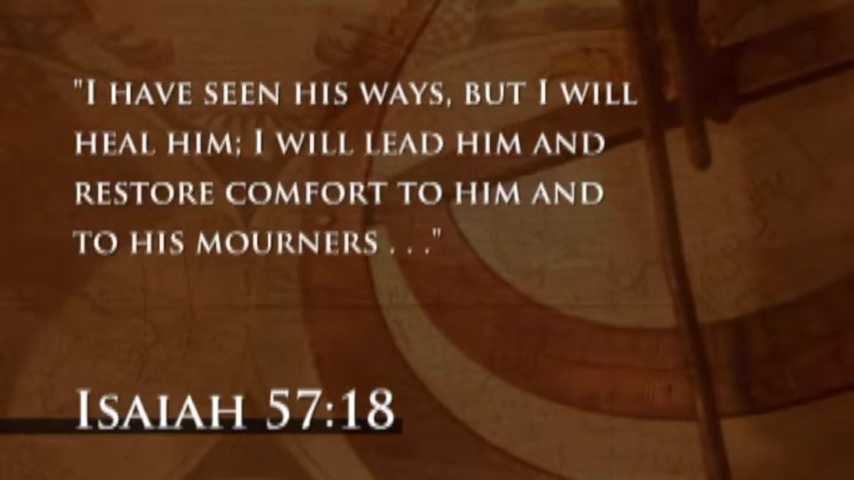 "I HAVE SEEN HIS WAYS, BUT I WILL
HEAL HIM; I WILL LEAD HIM AND
RESTORE COMFORT TO HIM AND
TO HIS MOURNERS . . ."
ISAIAH 57:18